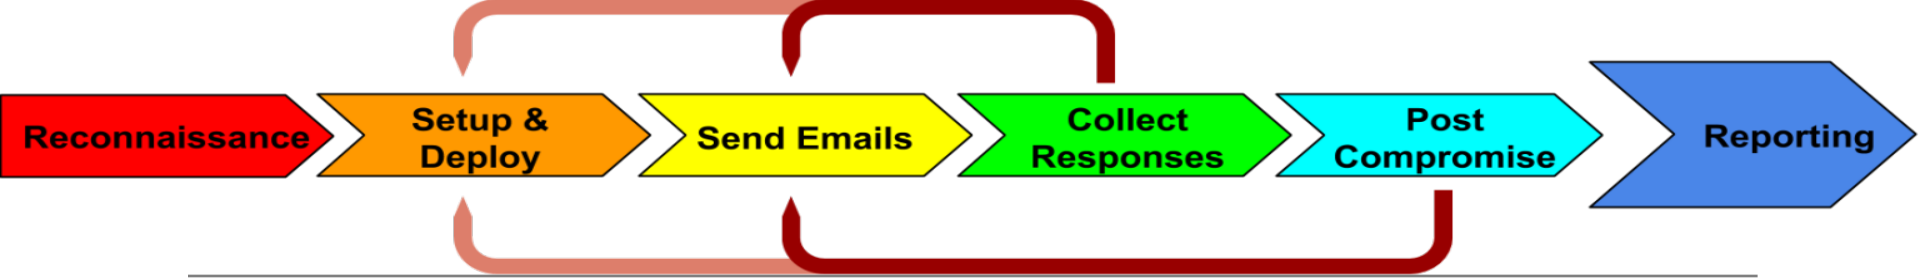 Reconnaissance
Setup &
Deploy
Send Emails
Collect
Responses
Post
Compromise
Reporting